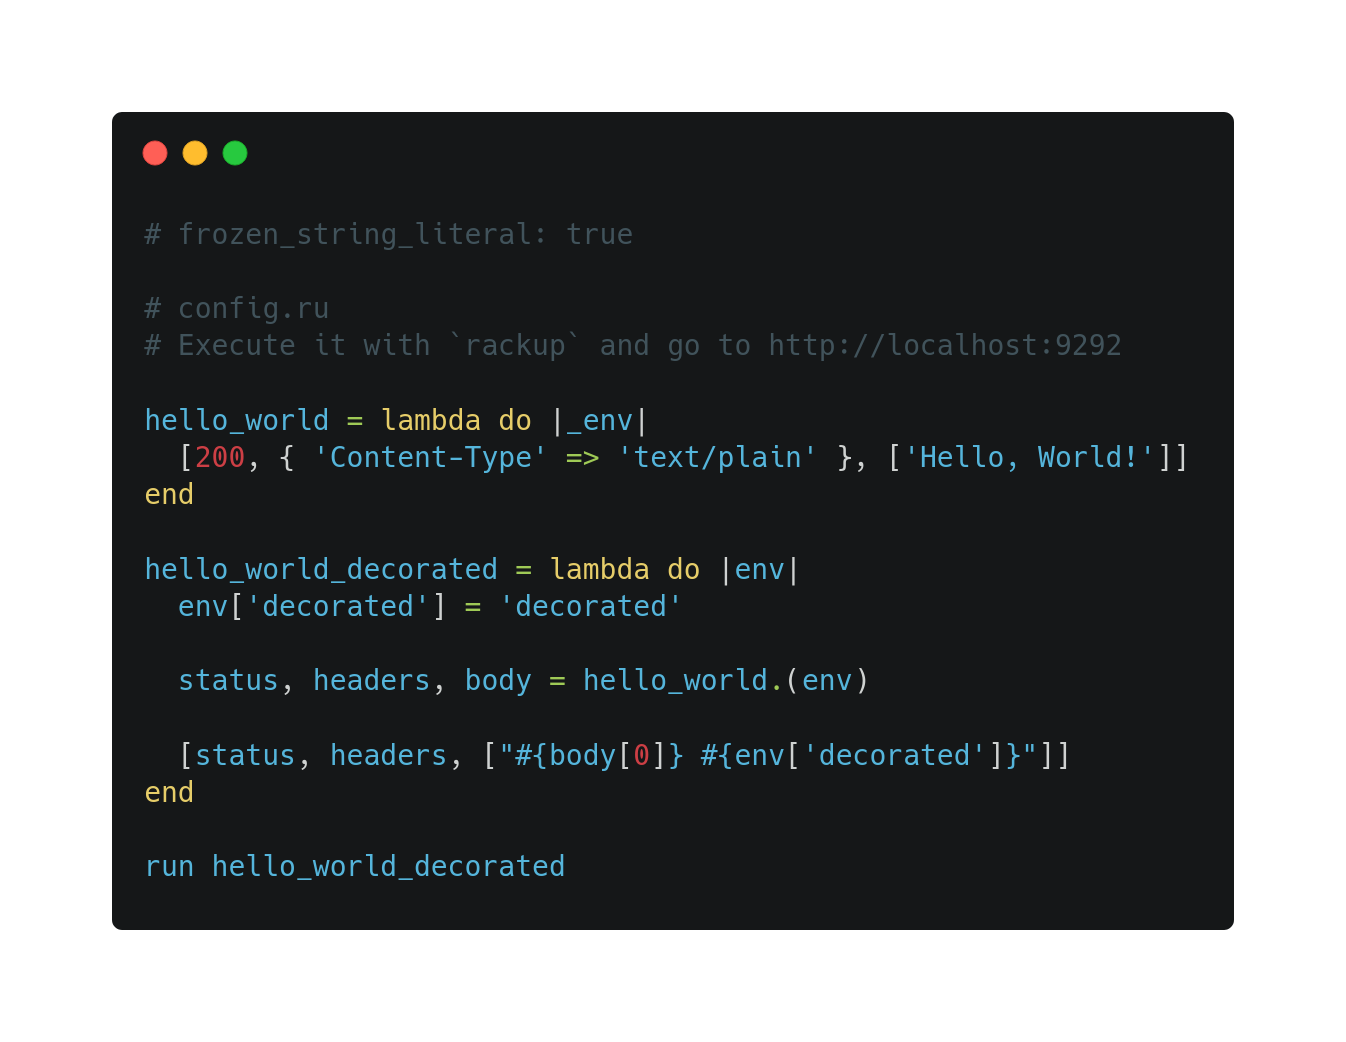 # frozen_string_literal: true

# config.ru
# Execute it with `rackup` and go to http://localhost:9292

hello_world = lambda do |_env|
  [200, { 'Content-Type' => 'text/plain' }, ['Hello, World!']]
end

hello_world_decorated = lambda do |env|
  env['decorated'] = 'decorated'

  status, headers, body = hello_world.(env)

  [status, headers, ["#{body[0]} #{env['decorated']}"]]
end

run hello_world_decorated